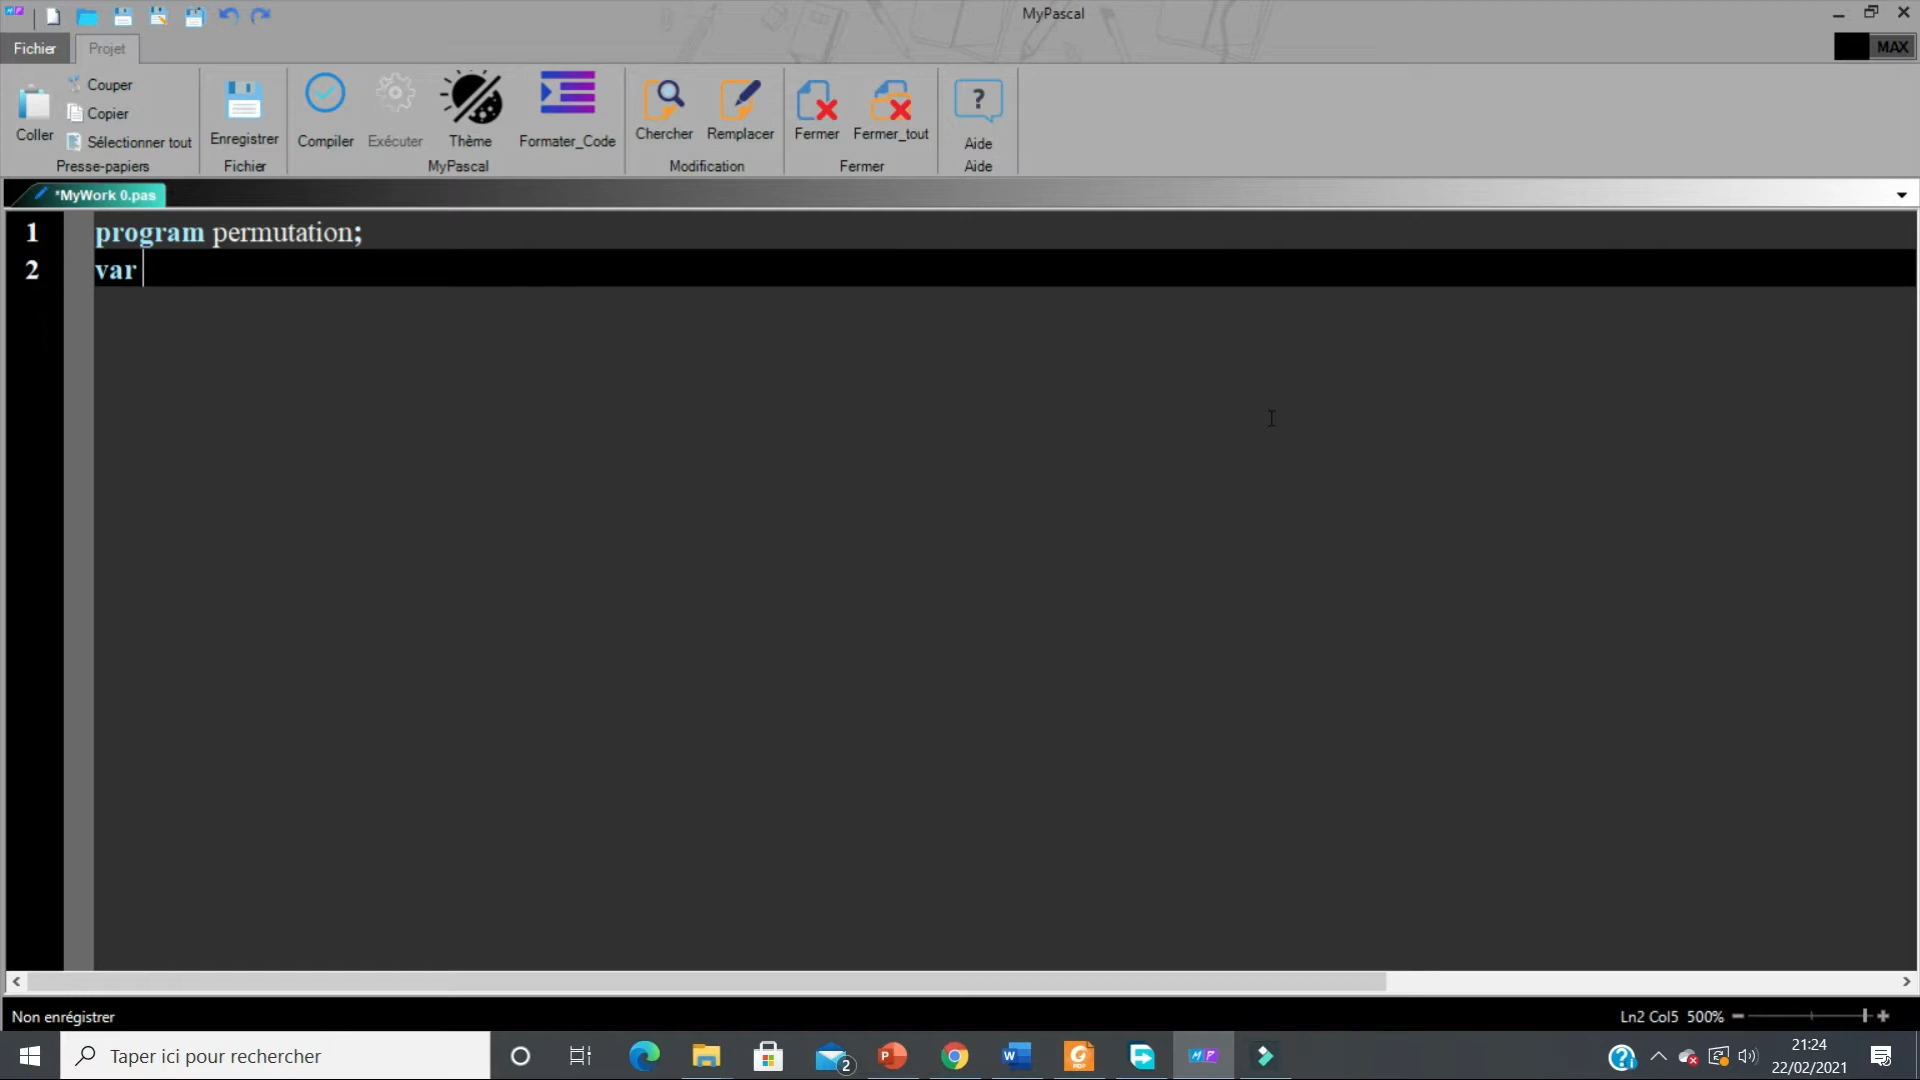 MyPascal
Fichier
Projet
MAX
Coller
Couper
Copier
Sélectionner tout
Presse-papiers
Enregistrer
Fichier
Compiler
Exécuter
Thème
Formater_Code
MyPascal
Chercher
Remplacer
Modification
Fermer
Fermer_tout
Fermer
Aide
Aide
*MyWork 0.pas
1 program permutation;
2 var
Non enrégistrer
Ln2 Col5 500%
Taper ici pour rechercher
2
21:24
22/02/2021